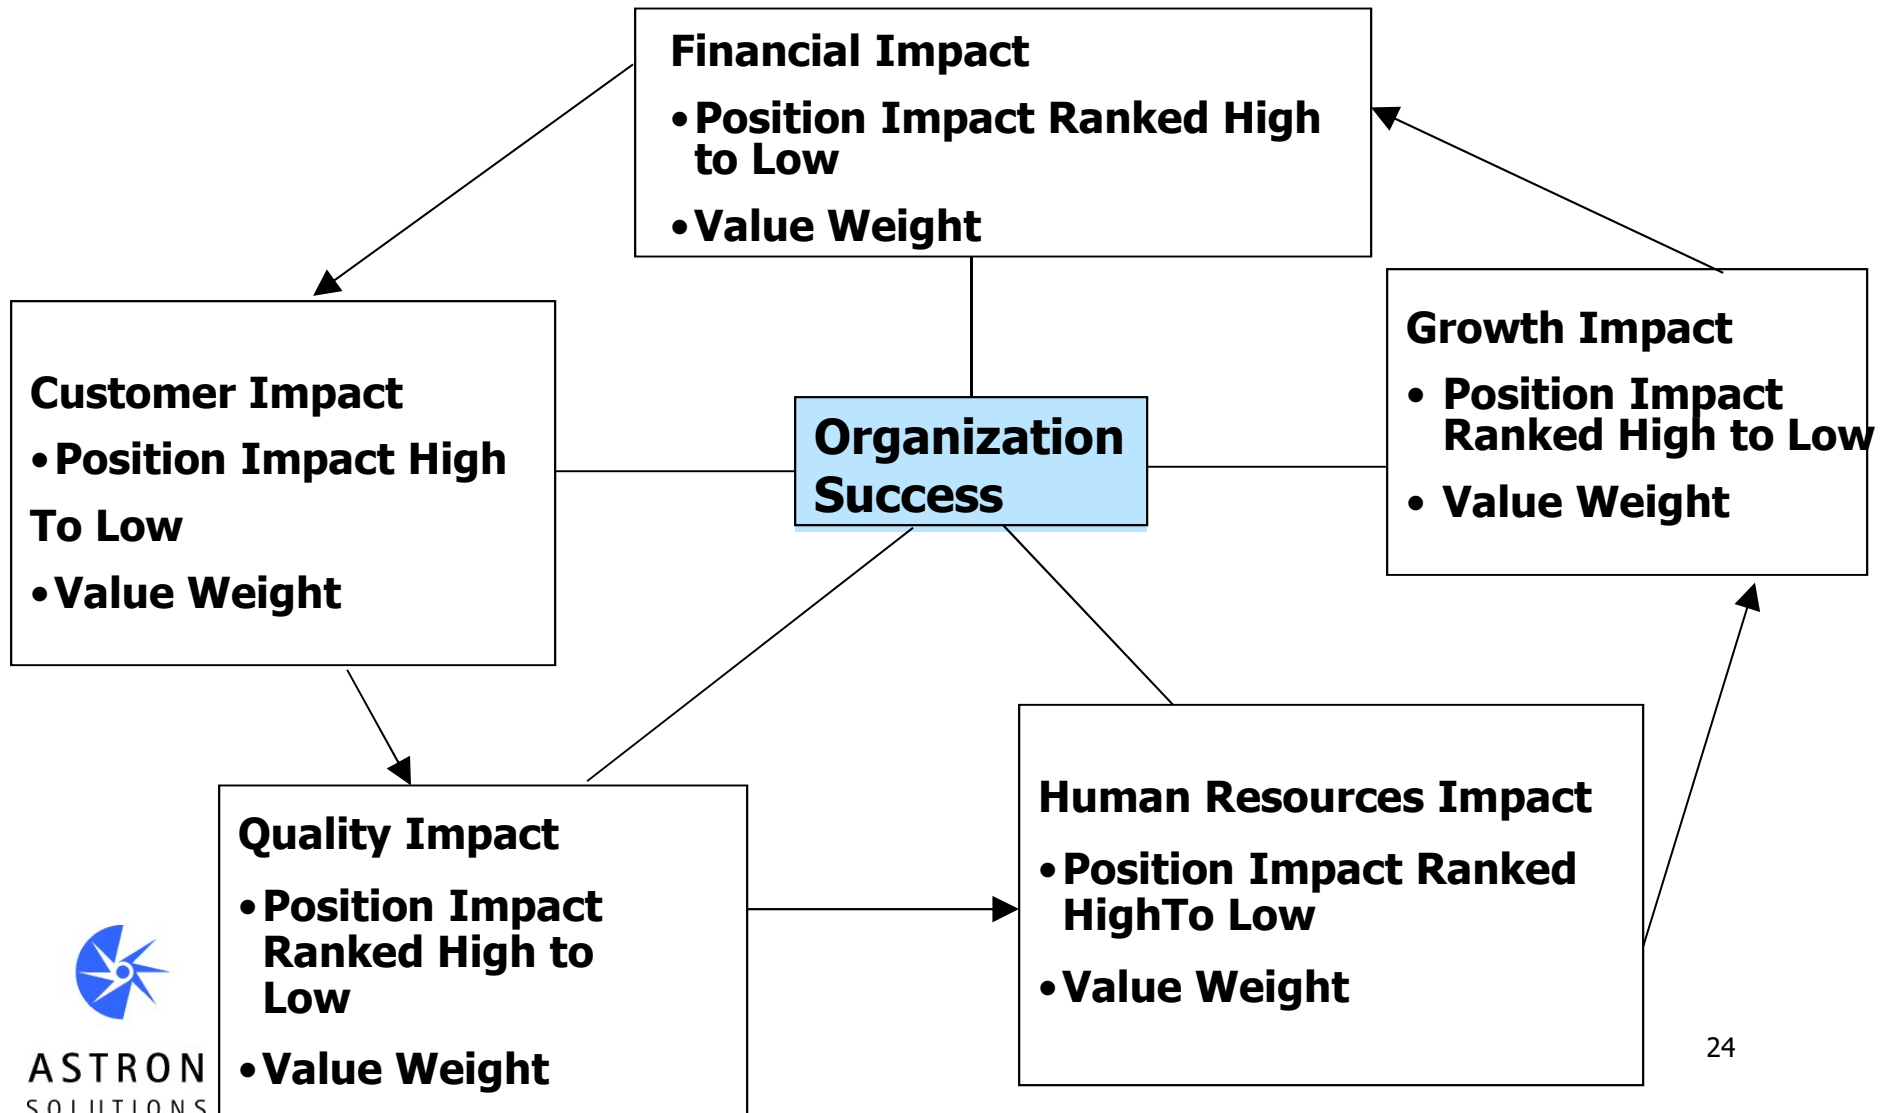 Financial Impact
•Position Impact Ranked High
to Low
•Value Weight
Customer Impact
•Position Impact High
To Low
•Value Weight
Organization
Success
Growth Impact
• Position Impact
Ranked High to Low
• Value Weight
Quality Impact
•Position Impact
Ranked High to
Low
•Value Weight
Human Resources Impact
•Position Impact Ranked
HighTo Low
•Value Weight
ASTRON
SOLUTIONS
24